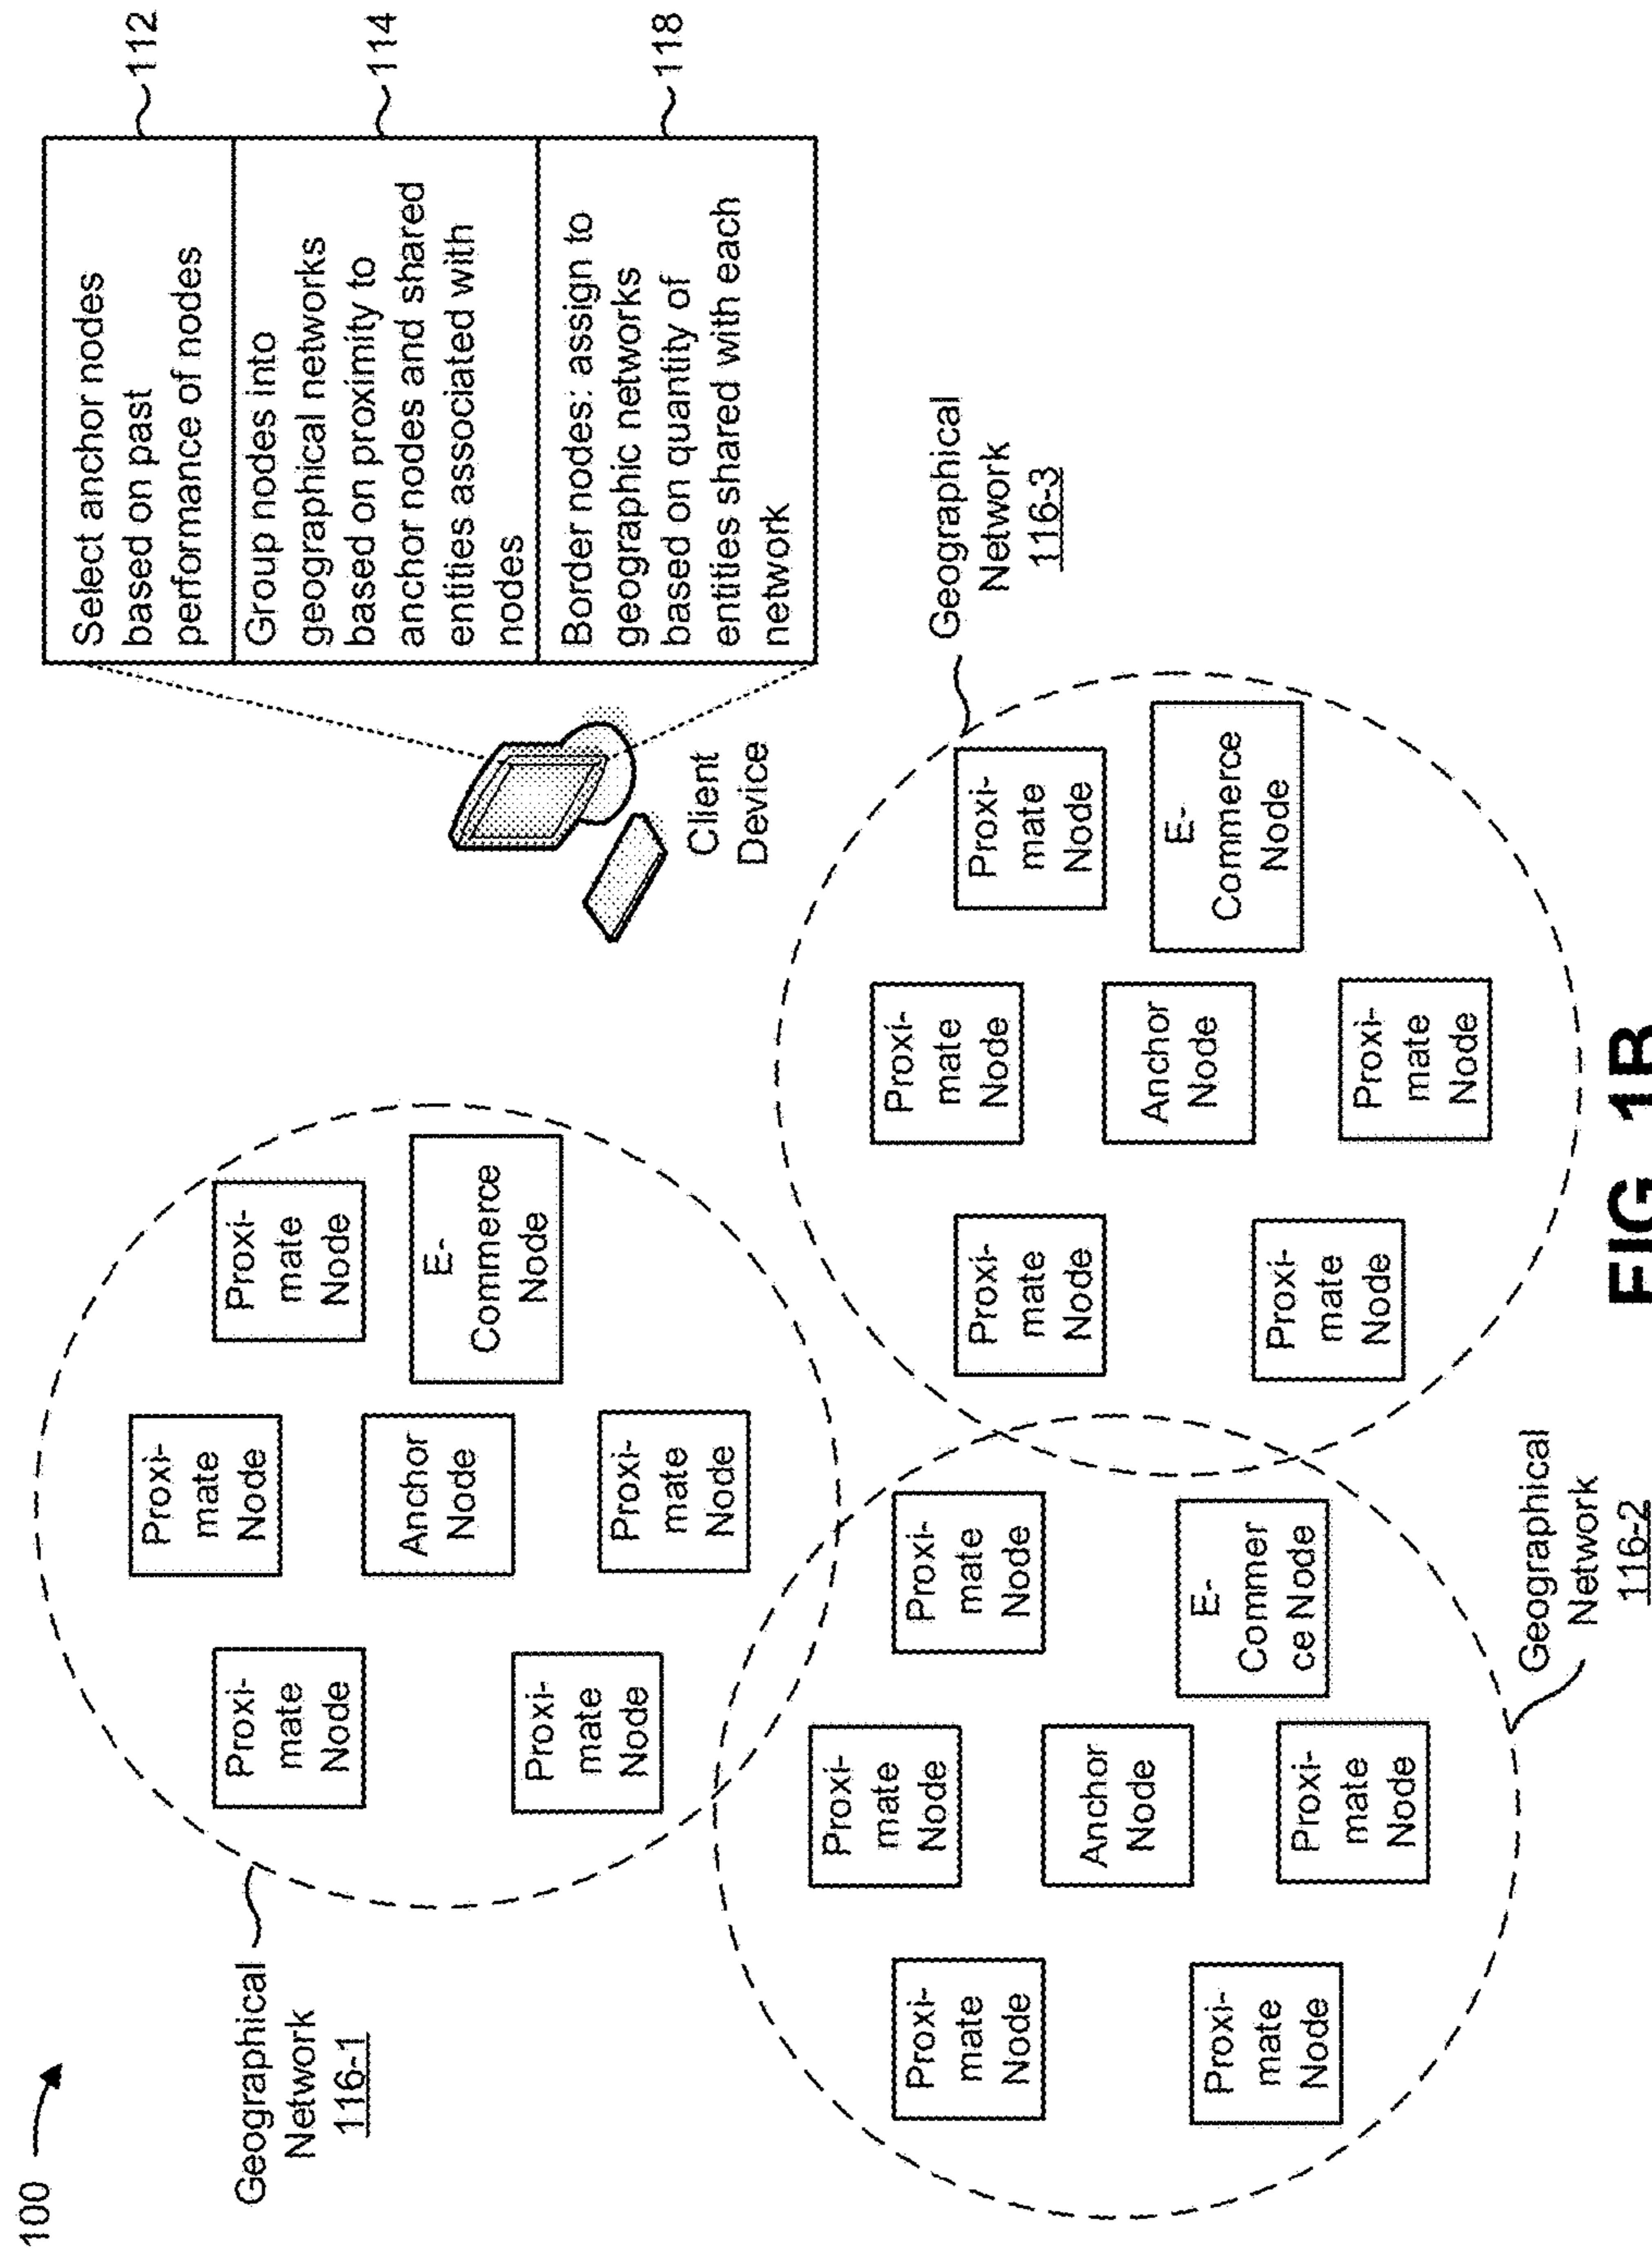 100
Geographical
Network
116-1
Proxi-
mate
Node
Proxi-
mate
Node
Proxi-
mate
Node
Anchor
Node
E-
Commerce
Node
Proxi-
mate
Node
Proxi-
mate
Node
Select anchor nodes
based on past
performance of nodes
112
Group nodes into
geographical networks
based on proximity to
anchor nodes and shared
entities associated with
nodes
114
Border nodes: assign to
geographic networks
based on quantity of
entities shared with each
network
118
Client
Device
Proxi-
mate
Node
Proxi-
mate
Node
Proxi-
mate
Node
Anchor
Node
E-
Commer
ce Node
Proxi-
mate
Node
Proxi-
mate
Node
Geographical
Network
116-2
Geographical
Network
116-3
Proxi-
mate
Node
Proxi-
mate
Node
Proxi-
mate
Node
Anchor
Node
E-
Commerce
Node
Proxi-
mate
Node
Proxi-
mate
Node
FIG. 1B